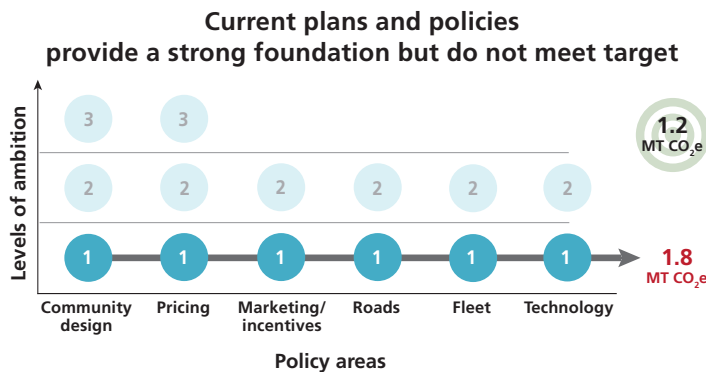 Current plans and policies
provide a strong foundation but do not meet target
Levels of ambition
3 3
1.2
MT CO₂e
2 2 2 2 2 2
1 1 1 1 1 1
1.8
MT CO₂e
Community design
Pricing
Marketing/
incentives
Roads
Fleet
Technology
Policy areas